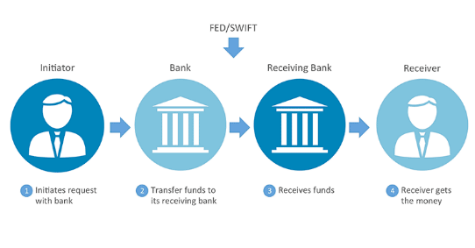 FED/SWIFT
Initiator
Bank
Receiving Bank
Receiver
1 Initiates request
with bank
2 Transfer funds to
its receiving bank
3 Receives funds
4 Receiver gets
the money